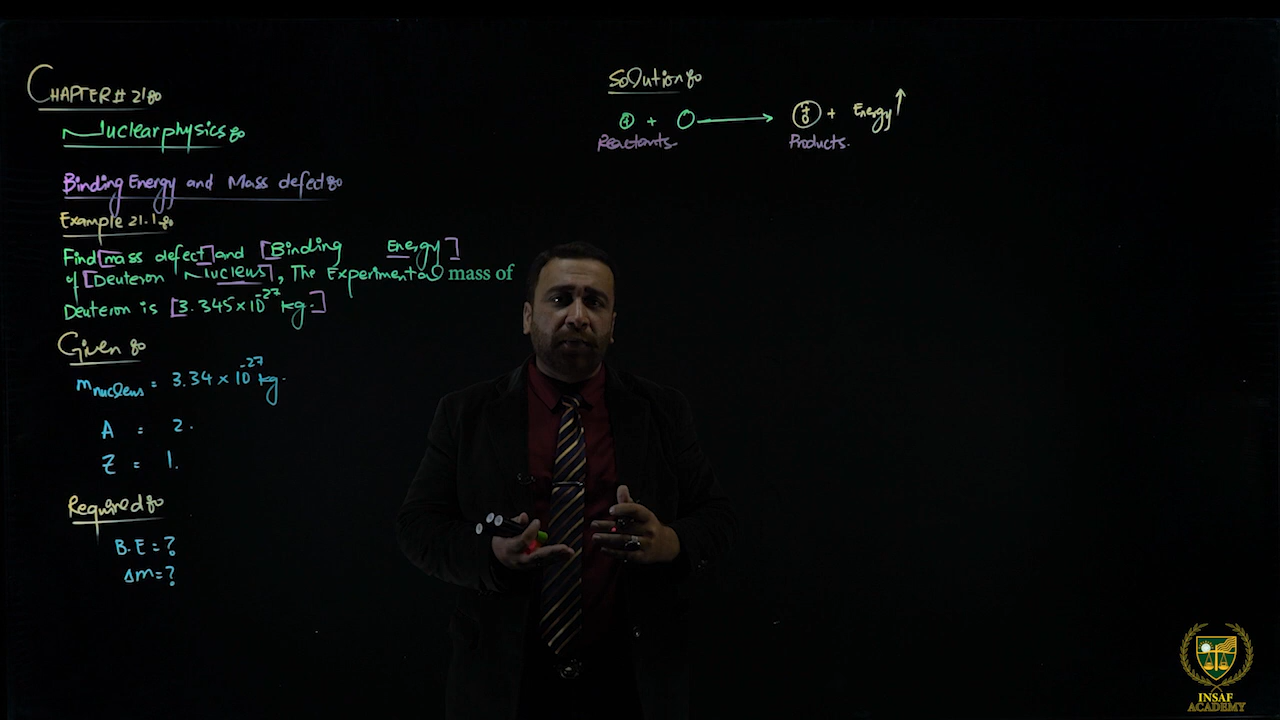 CHAPTER # 21:
Nuclear physics:
Binding Energy and Mass defect:
Example 21.1:
Find [mass defect] and [Binding Energy]
of [Deuteron Nucleus], The Experimental mass of
Deuteron is [3.345 × 10⁻²⁷ kg.]
Given:
m nucleus = 3.34 × 10⁻²⁷ kg.
A = 2.
Z = 1.
Required:
B.E = ?
Δm = ?
Solution:
+ + → + Energy ↑
Reactants Products.
INSAF
ACADEMY